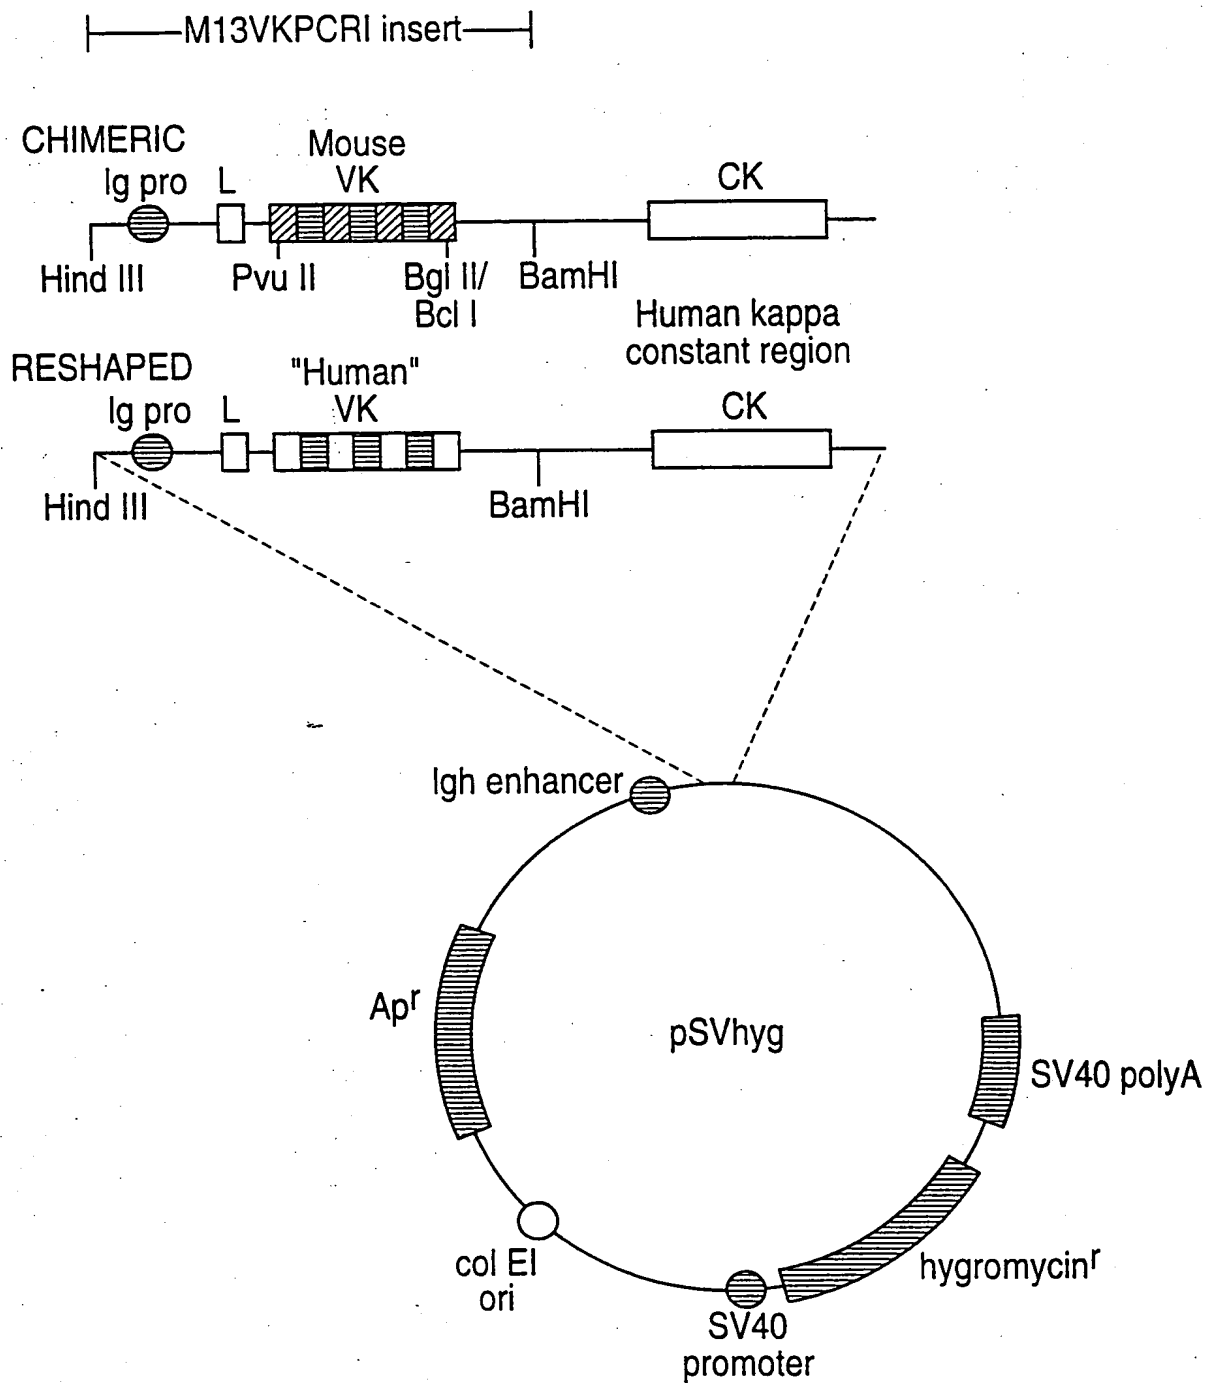 M13VKPCRI insert
CHIMERIC
Mouse
Ig pro L VK CK
Hind III Pvu II Bgl II/ BamHI
Bcl I
Human kappa
constant region
RESHAPED
"Human"
Ig pro L VK CK
Hind III BamHI
Igh enhancer
Apr
pSVhyg
SV40 polyA
hygromycinr
col EI
ori
SV40
promoter